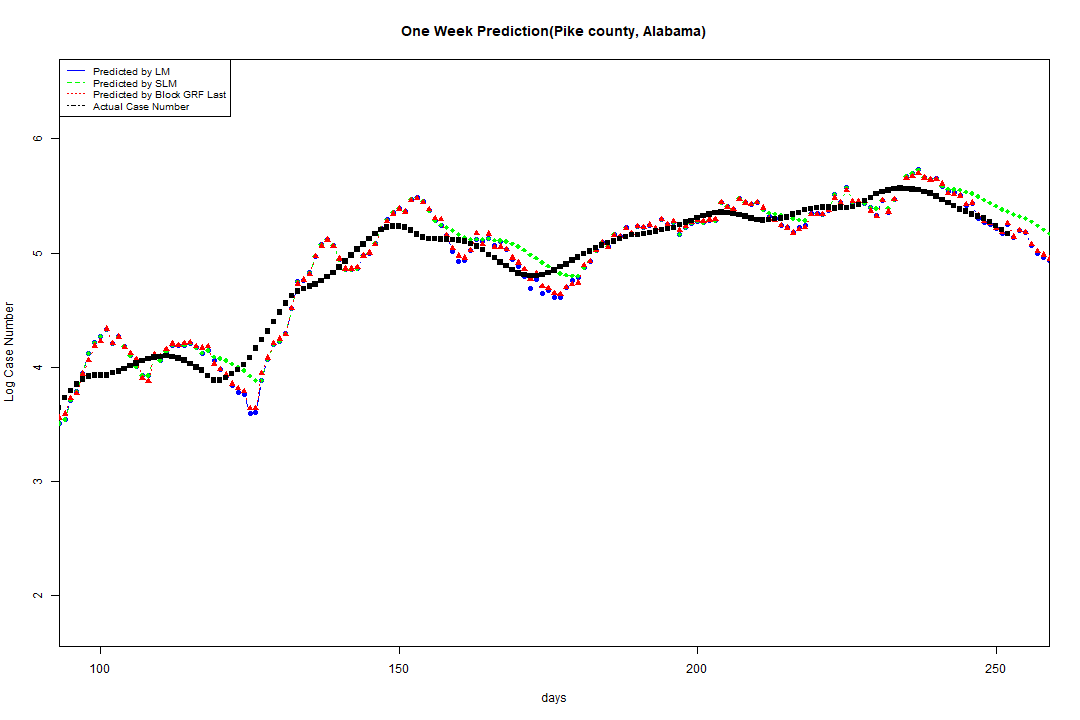 One Week Prediction(Pike county, Alabama)
Predicted by LM
Predicted by SLM
Predicted by Block GRF Last
Actual Case Number
6
5
4
3
2
Log Case Number
100 150 200 250
days